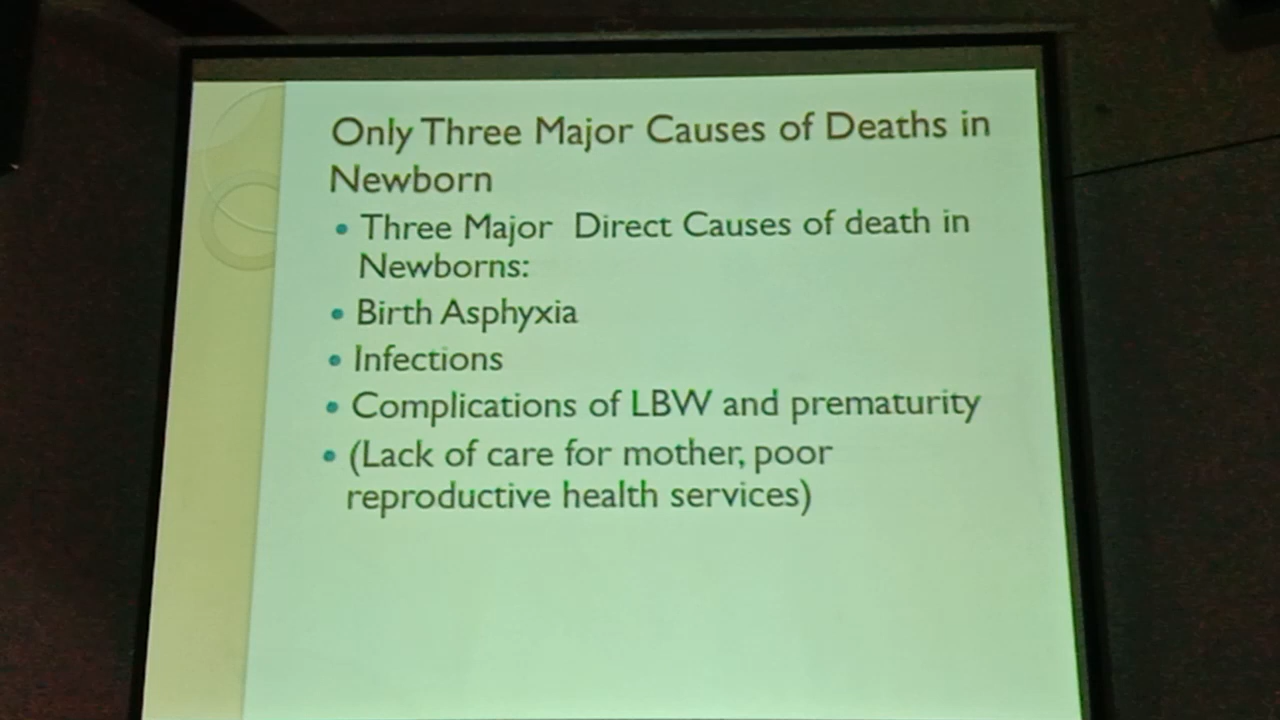 Only Three Major Causes of Deaths in
Newborn
• Three Major Direct Causes of death in
Newborns:
• Birth Asphyxia
• Infections
• Complications of LBW and prematurity
• (Lack of care for mother, poor
reproductive health services)